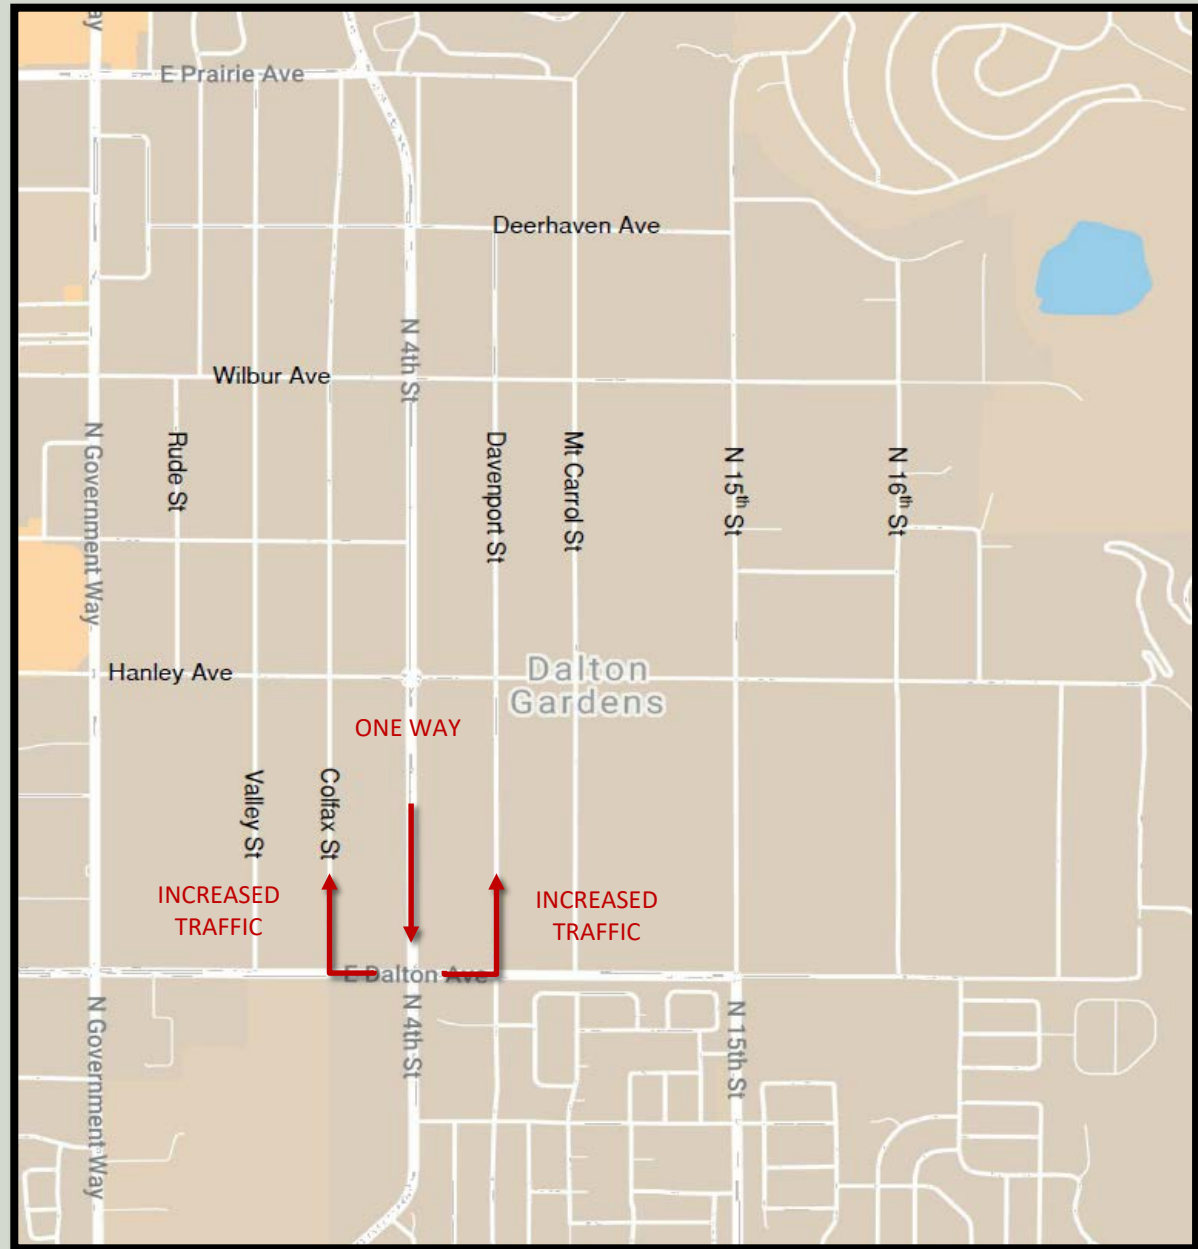 ay
E Prairie Ave
Deerhaven Ave
N 4th St
Wilbur Ave
N Government Way
Rude St
Davenport St
Mt Carrol St
N 15th St
N 16th St
Hanley Ave
Dalton
Gardens
ONE WAY
Valley St
Colfax St
INCREASED
TRAFFIC
INCREASED
TRAFFIC
E Dalton Ave
N Government Way
N 4th St
N 15th St